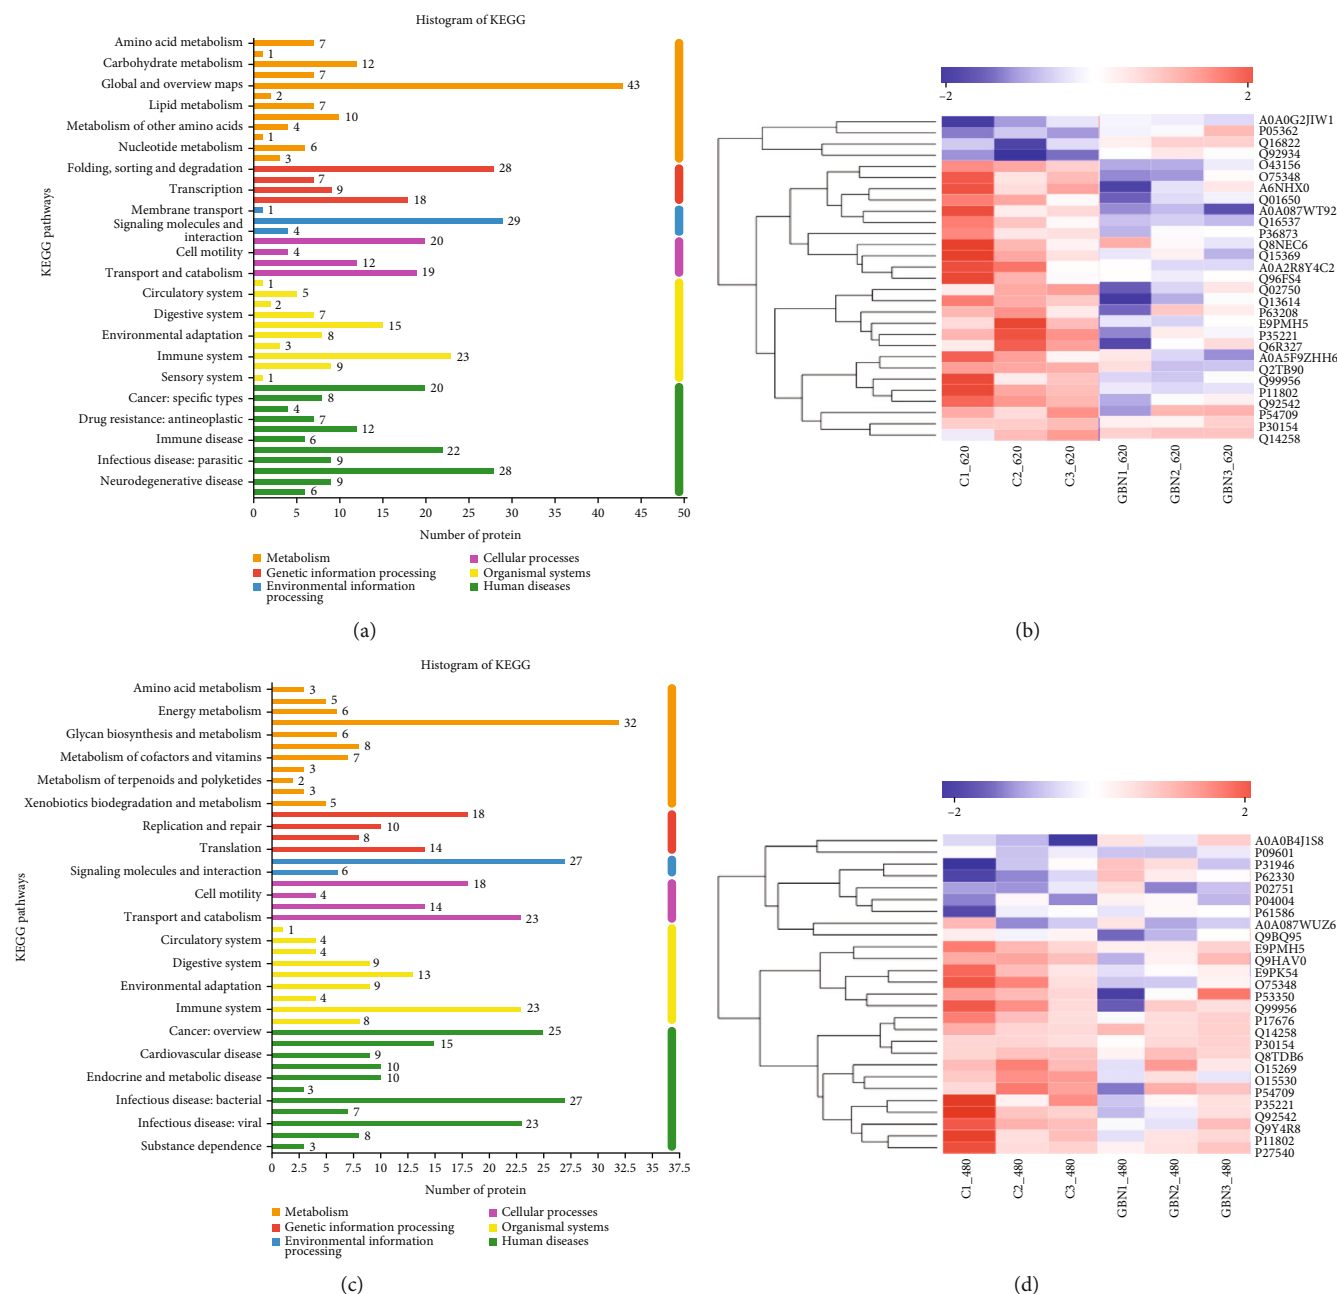 Histogram of KEGG
KEGG pathways
Amino acid metabolism 7
1
Carbohydrate metabolism 12
7
Global and overview maps 43
2
Lipid metabolism 7
10
Metabolism of other amino acids 4
1
Nucleotide metabolism 6
3
Folding, sorting and degradation 28
7
Transcription 9
18
Membrane transport 1
29
Signaling molecules and
interaction 4
20
Cell motility 4
12
Transport and catabolism 19
1
Circulatory system 5
2
Digestive system 7
15
Environmental adaptation 8
3
Immune system 23
9
Sensory system 1
20
Cancer: specific types 8
4
Drug resistance: antineoplastic 7
12
Immune disease 6
22
Infectious disease: parasitic 9
28
Neurodegenerative disease 9
6
0 5 10 15 20 25 30 35 40 45 50
Number of protein
Metabolism
Genetic information processing
Environmental information
processing
Cellular processes
Organismal systems
Human diseases
(a)
−2 2
A0A0G2JIW1
P05362
Q16822
Q92934
O43156
O75348
A6NHX0
Q01650
A0A087WT92
Q16537
P36873
Q8NEC6
Q15369
A0A2R8Y4C2
Q96FS4
Q02750
Q13614
P63208
E9PMH5
P35221
Q6R327
A0A5F9ZHH6
Q2TB90
Q99956
P11802
Q92542
P54709
P30154
Q14258
C1_620
C2_620
C3_620
GBN1_620
GBN2_620
GBN3_620
(b)
Histogram of KEGG
KEGG pathways
Amino acid metabolism 3
5
Energy metabolism 6
32
Glycan biosynthesis and metabolism 6
8
Metabolism of cofactors and vitamins 7
3
Metabolism of terpenoids and polyketides 2
3
Xenobiotics biodegradation and metabolism 5
18
Replication and repair 10
8
Translation 14
27
Signaling molecules and interaction 6
18
Cell motility 4
14
Transport and catabolism 23
1
Circulatory system 4
4
Digestive system 9
13
Environmental adaptation 9
4
Immune system 23
8
Cancer: overview 25
15
Cardiovascular disease 9
10
Endocrine and metabolic disease 10
3
Infectious disease: bacterial 27
7
Infectious disease: viral 23
8
Substance dependence 3
0 2.5 5 7.5 10 12.5 15 17.5 20 22.5 25 27.5 30 32.5 35 37.5
Number of protein
Metabolism
Genetic information processing
Environmental information
processing
Cellular processes
Organismal systems
Human diseases
(c)
−2 2
A0A0B4J1S8
P09601
P31946
P62330
P02751
P04004
P61586
A0A087WUZ6
Q9BQ95
E9PMH5
Q9HAV0
E9PK54
O75348
P53350
Q99956
P17676
Q14258
P30154
Q8TDB6
O15269
O15530
P54709
P35221
Q92542
Q9Y4R8
P11802
P27540
C1_480
C2_480
C3_480
GBN1_480
GBN2_480
GBN3_480
(d)